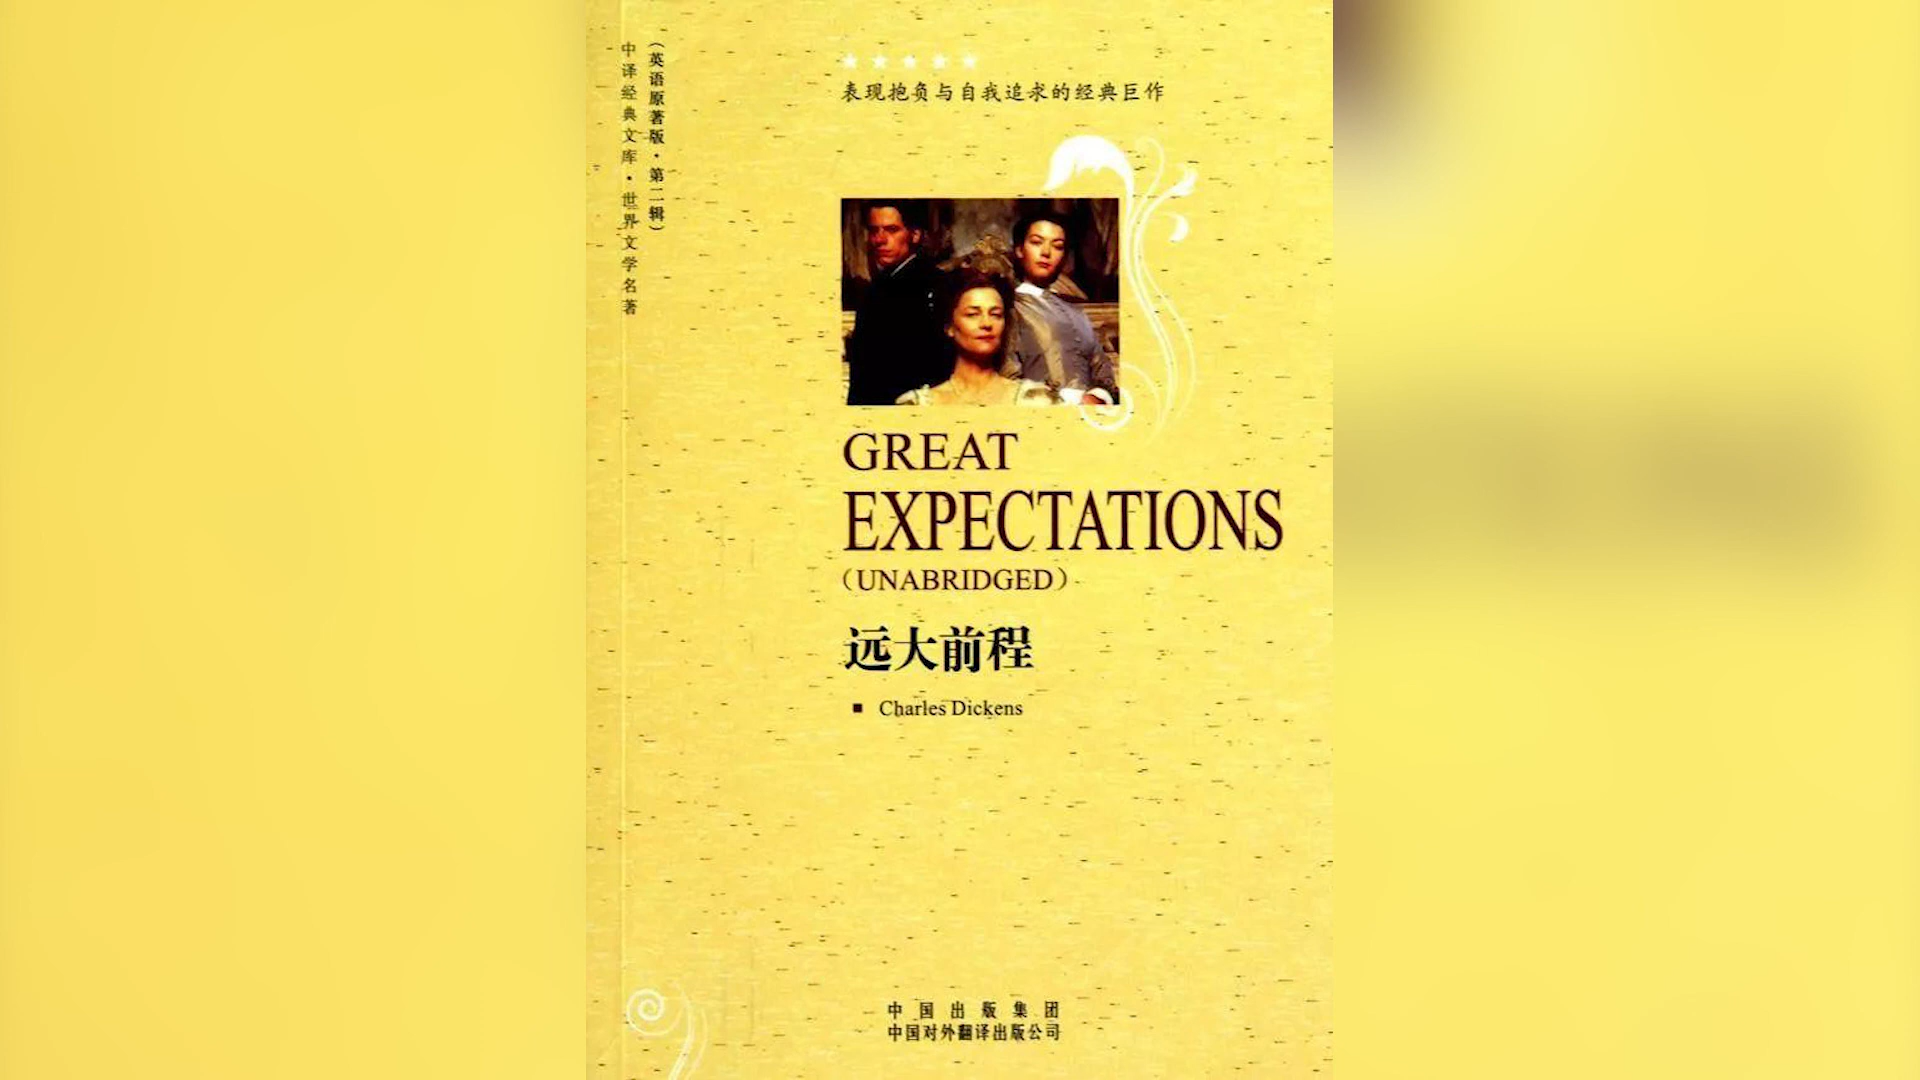 （英语原著版·第二辑）
中译经典文库·世界文学名著
表现抱负与自我追求的经典巨作
GREAT
EXPECTATIONS
（UNABRIDGED）
远大前程
■ Charles Dickens
中国出版集团
中国对外翻译出版公司